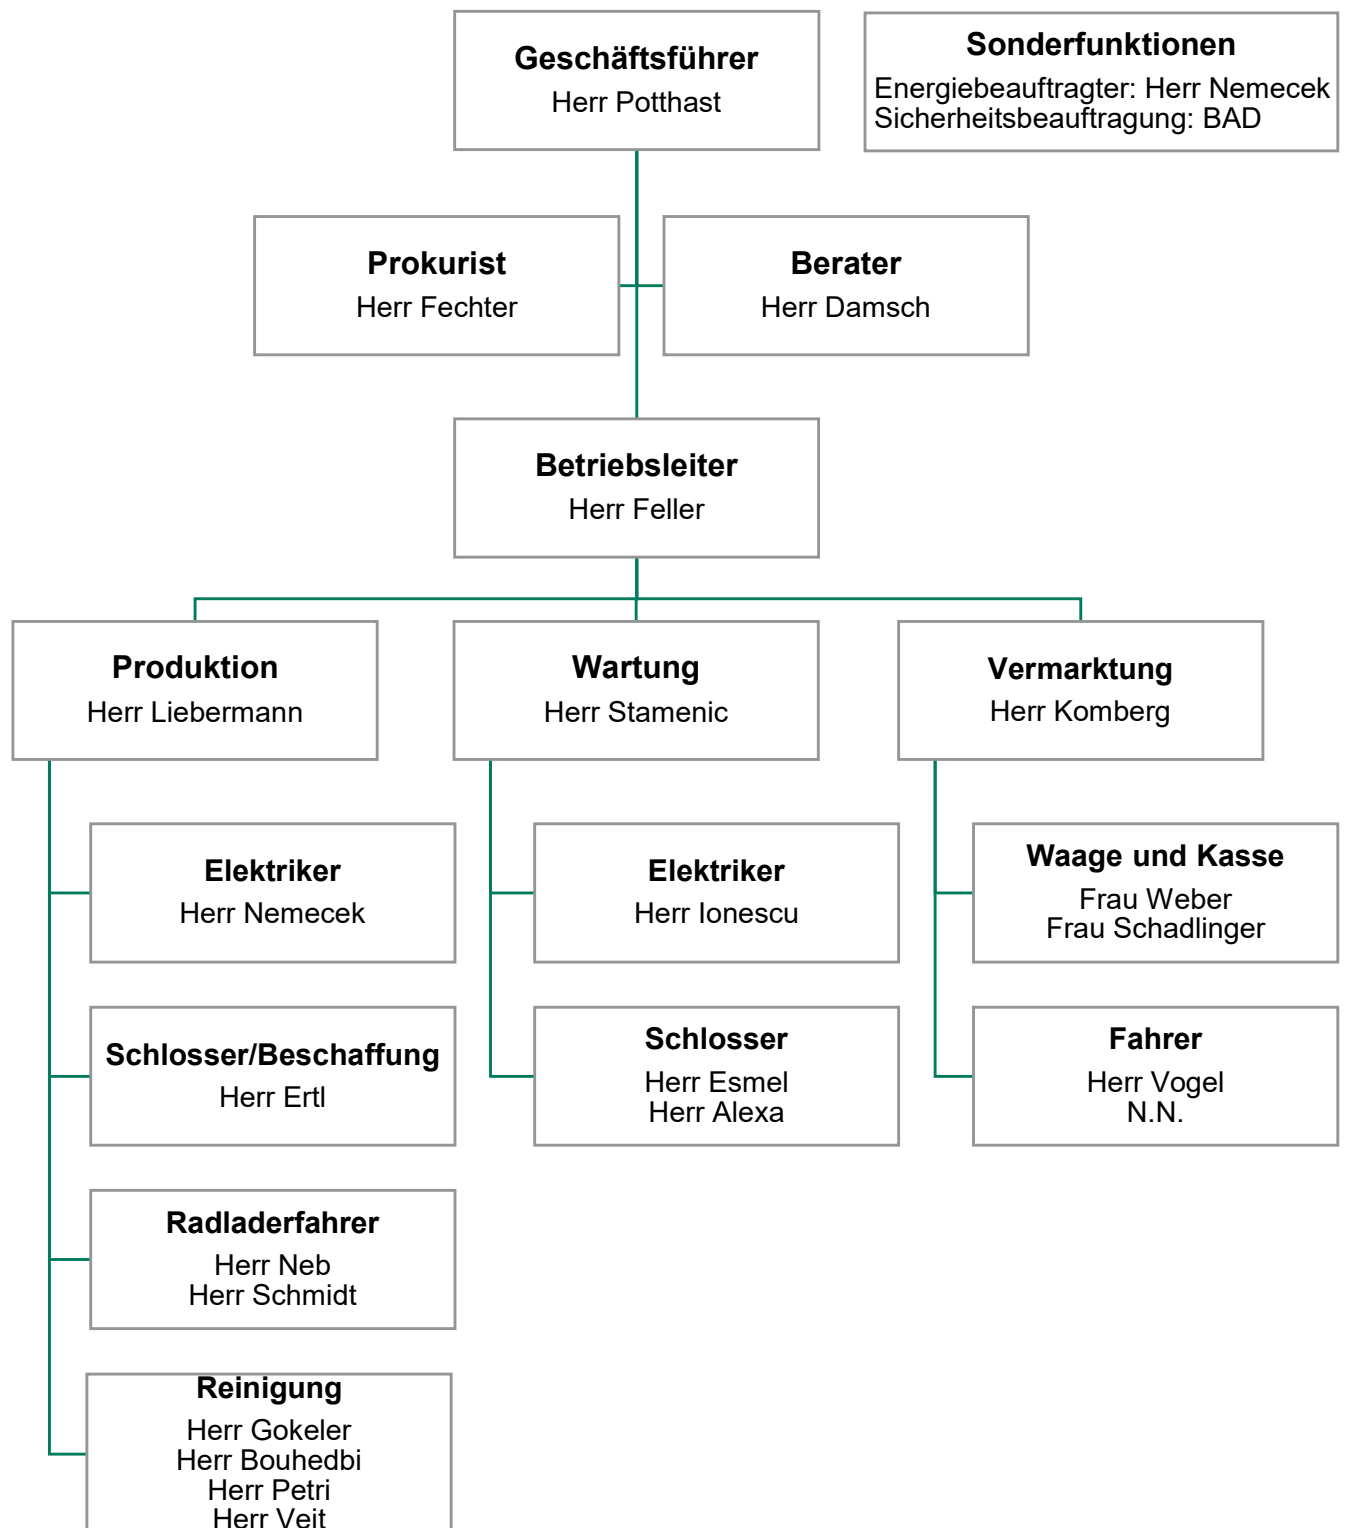 Geschäftsführer
Herr Potthast
Sonderfunktionen
Energiebeauftragter: Herr Nemecek
Sicherheitsbeauftragung: BAD
Prokurist
Herr Fechter
Berater
Herr Damsch
Betriebsleiter
Herr Feller
Produktion
Herr Liebermann
Wartung
Herr Stamenic
Vermarktung
Herr Komberg
Elektriker
Herr Nemecek
Schlosser/Beschaffung
Herr Ertl
Radladerfahrer
Herr Neb
Herr Schmidt
Reinigung
Herr Gokeler
Herr Bouhedbi
Herr Petri
Herr Veit
Elektriker
Herr Ionescu
Schlosser
Herr Esmel
Herr Alexa
Waage und Kasse
Frau Weber
Frau Schadlinger
Fahrer
Herr Vogel
N.N.